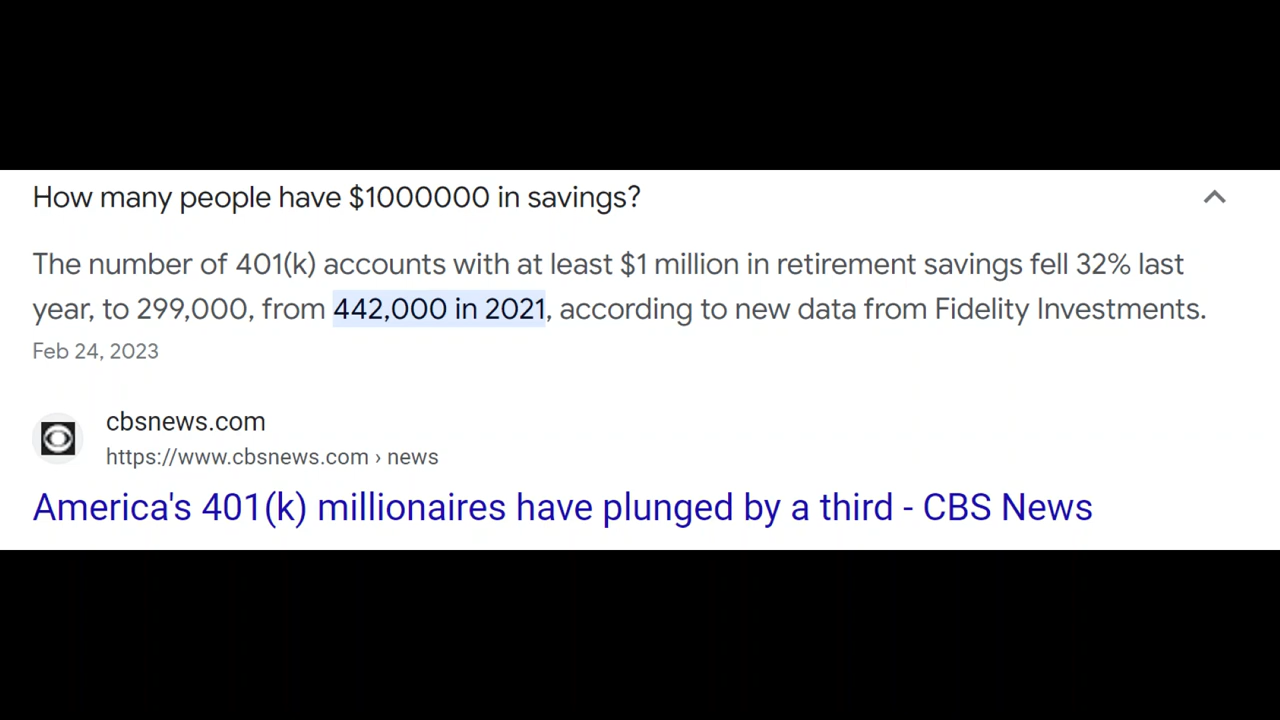 How many people have $1000000 in savings?
The number of 401(k) accounts with at least $1 million in retirement savings fell 32% last
year, to 299,000, from 442,000 in 2021, according to new data from Fidelity Investments.
Feb 24, 2023
cbsnews.com
https://www.cbsnews.com › news
America's 401(k) millionaires have plunged by a third - CBS News